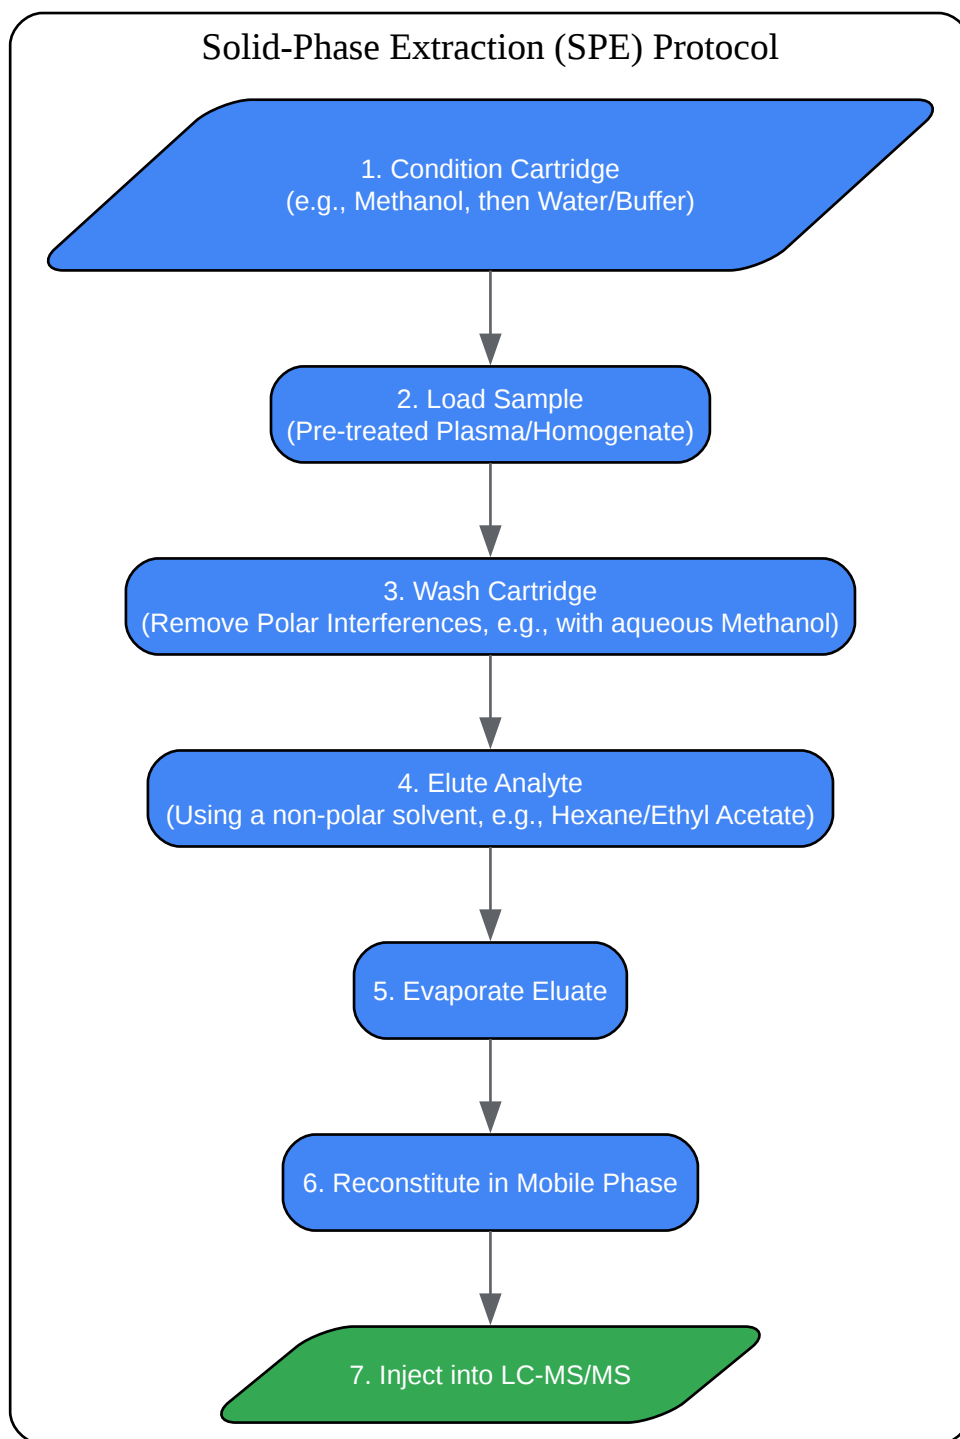 Solid-Phase Extraction (SPE) Protocol
1. Condition Cartridge
(e.g., Methanol, then Water/Buffer)
2. Load Sample
(Pre-treated Plasma/Homogenate)
3. Wash Cartridge
(Remove Polar Interferences, e.g., with aqueous Methanol)
4. Elute Analyte
(Using a non-polar solvent, e.g., Hexane/Ethyl Acetate)
5. Evaporate Eluate
6. Reconstitute in Mobile Phase
7. Inject into LC-MS/MS